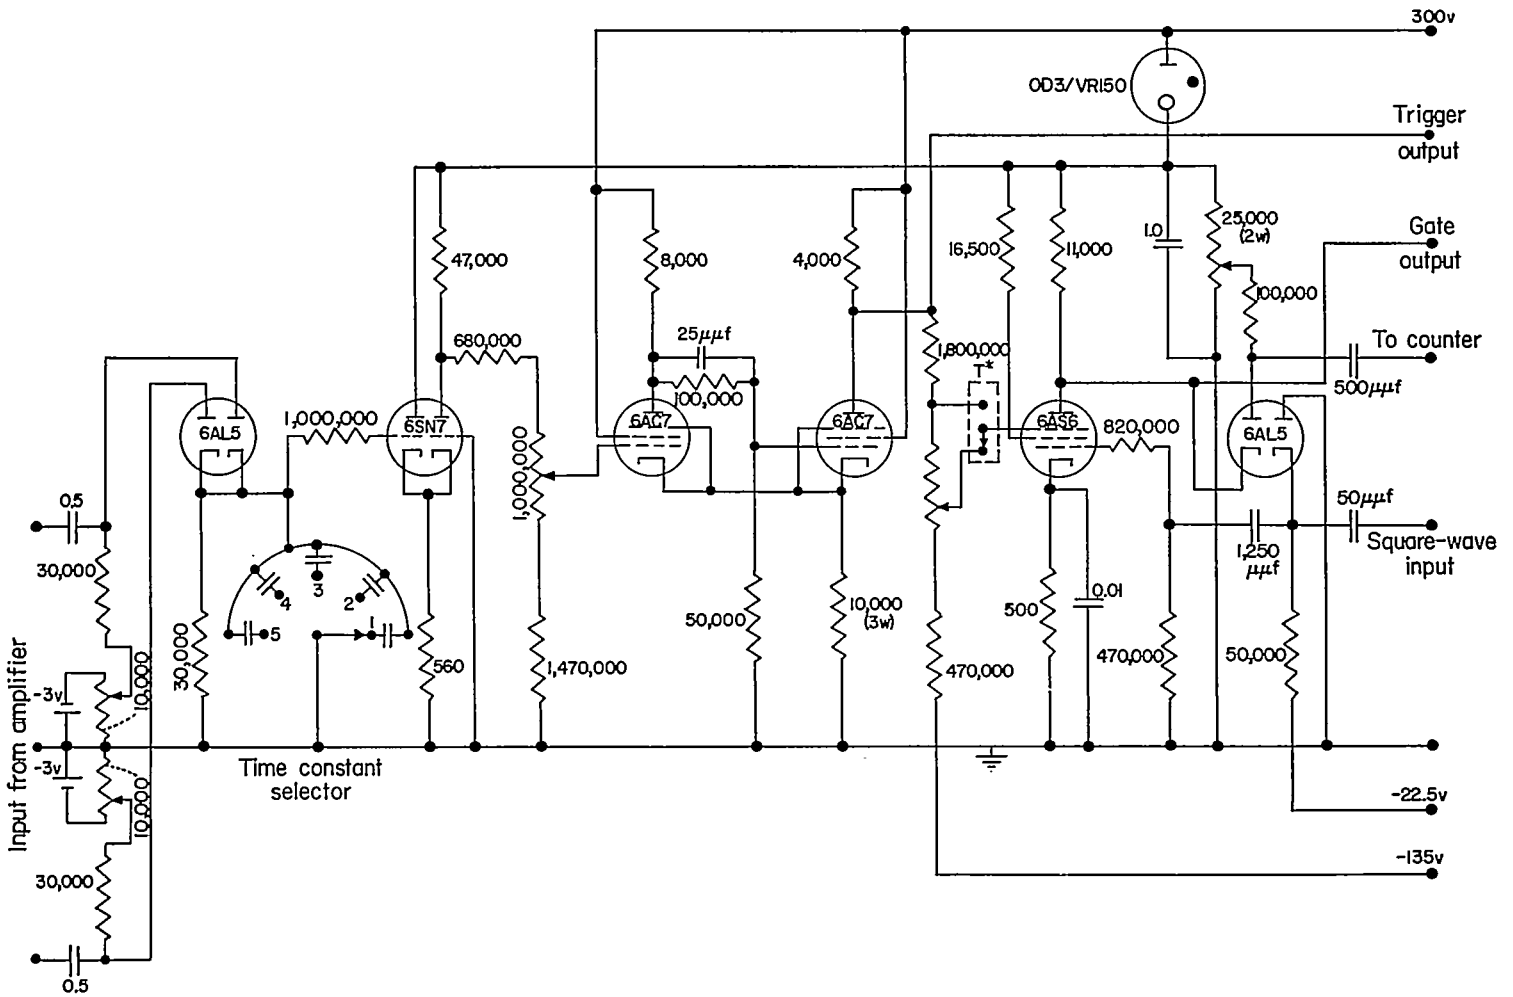 300v
OD3/VR150
Trigger
output
Gate
output
25,000
(2w)
1.0
47,000
8,000
4,000
16,500
11,000
100,000
25μμf
680,000
1,800,000
T*
To counter
500μμf
100,000
1,000,000
6AL5
6SN7
6AC7
6AC7
6AS6
820,000
6AL5
1,000,000
0.5
50μμf
Square-wave
input
1,250
μμf
30,000
3
4
2
5
1
0.01
500
10,000
(3w)
50,000
30,000
560
1,470,000
470,000
470,000
50,000
Input from amplifier
-3v
10,000
-3v
10,000
Time constant
selector
-22.5v
-135v
30,000
0.5